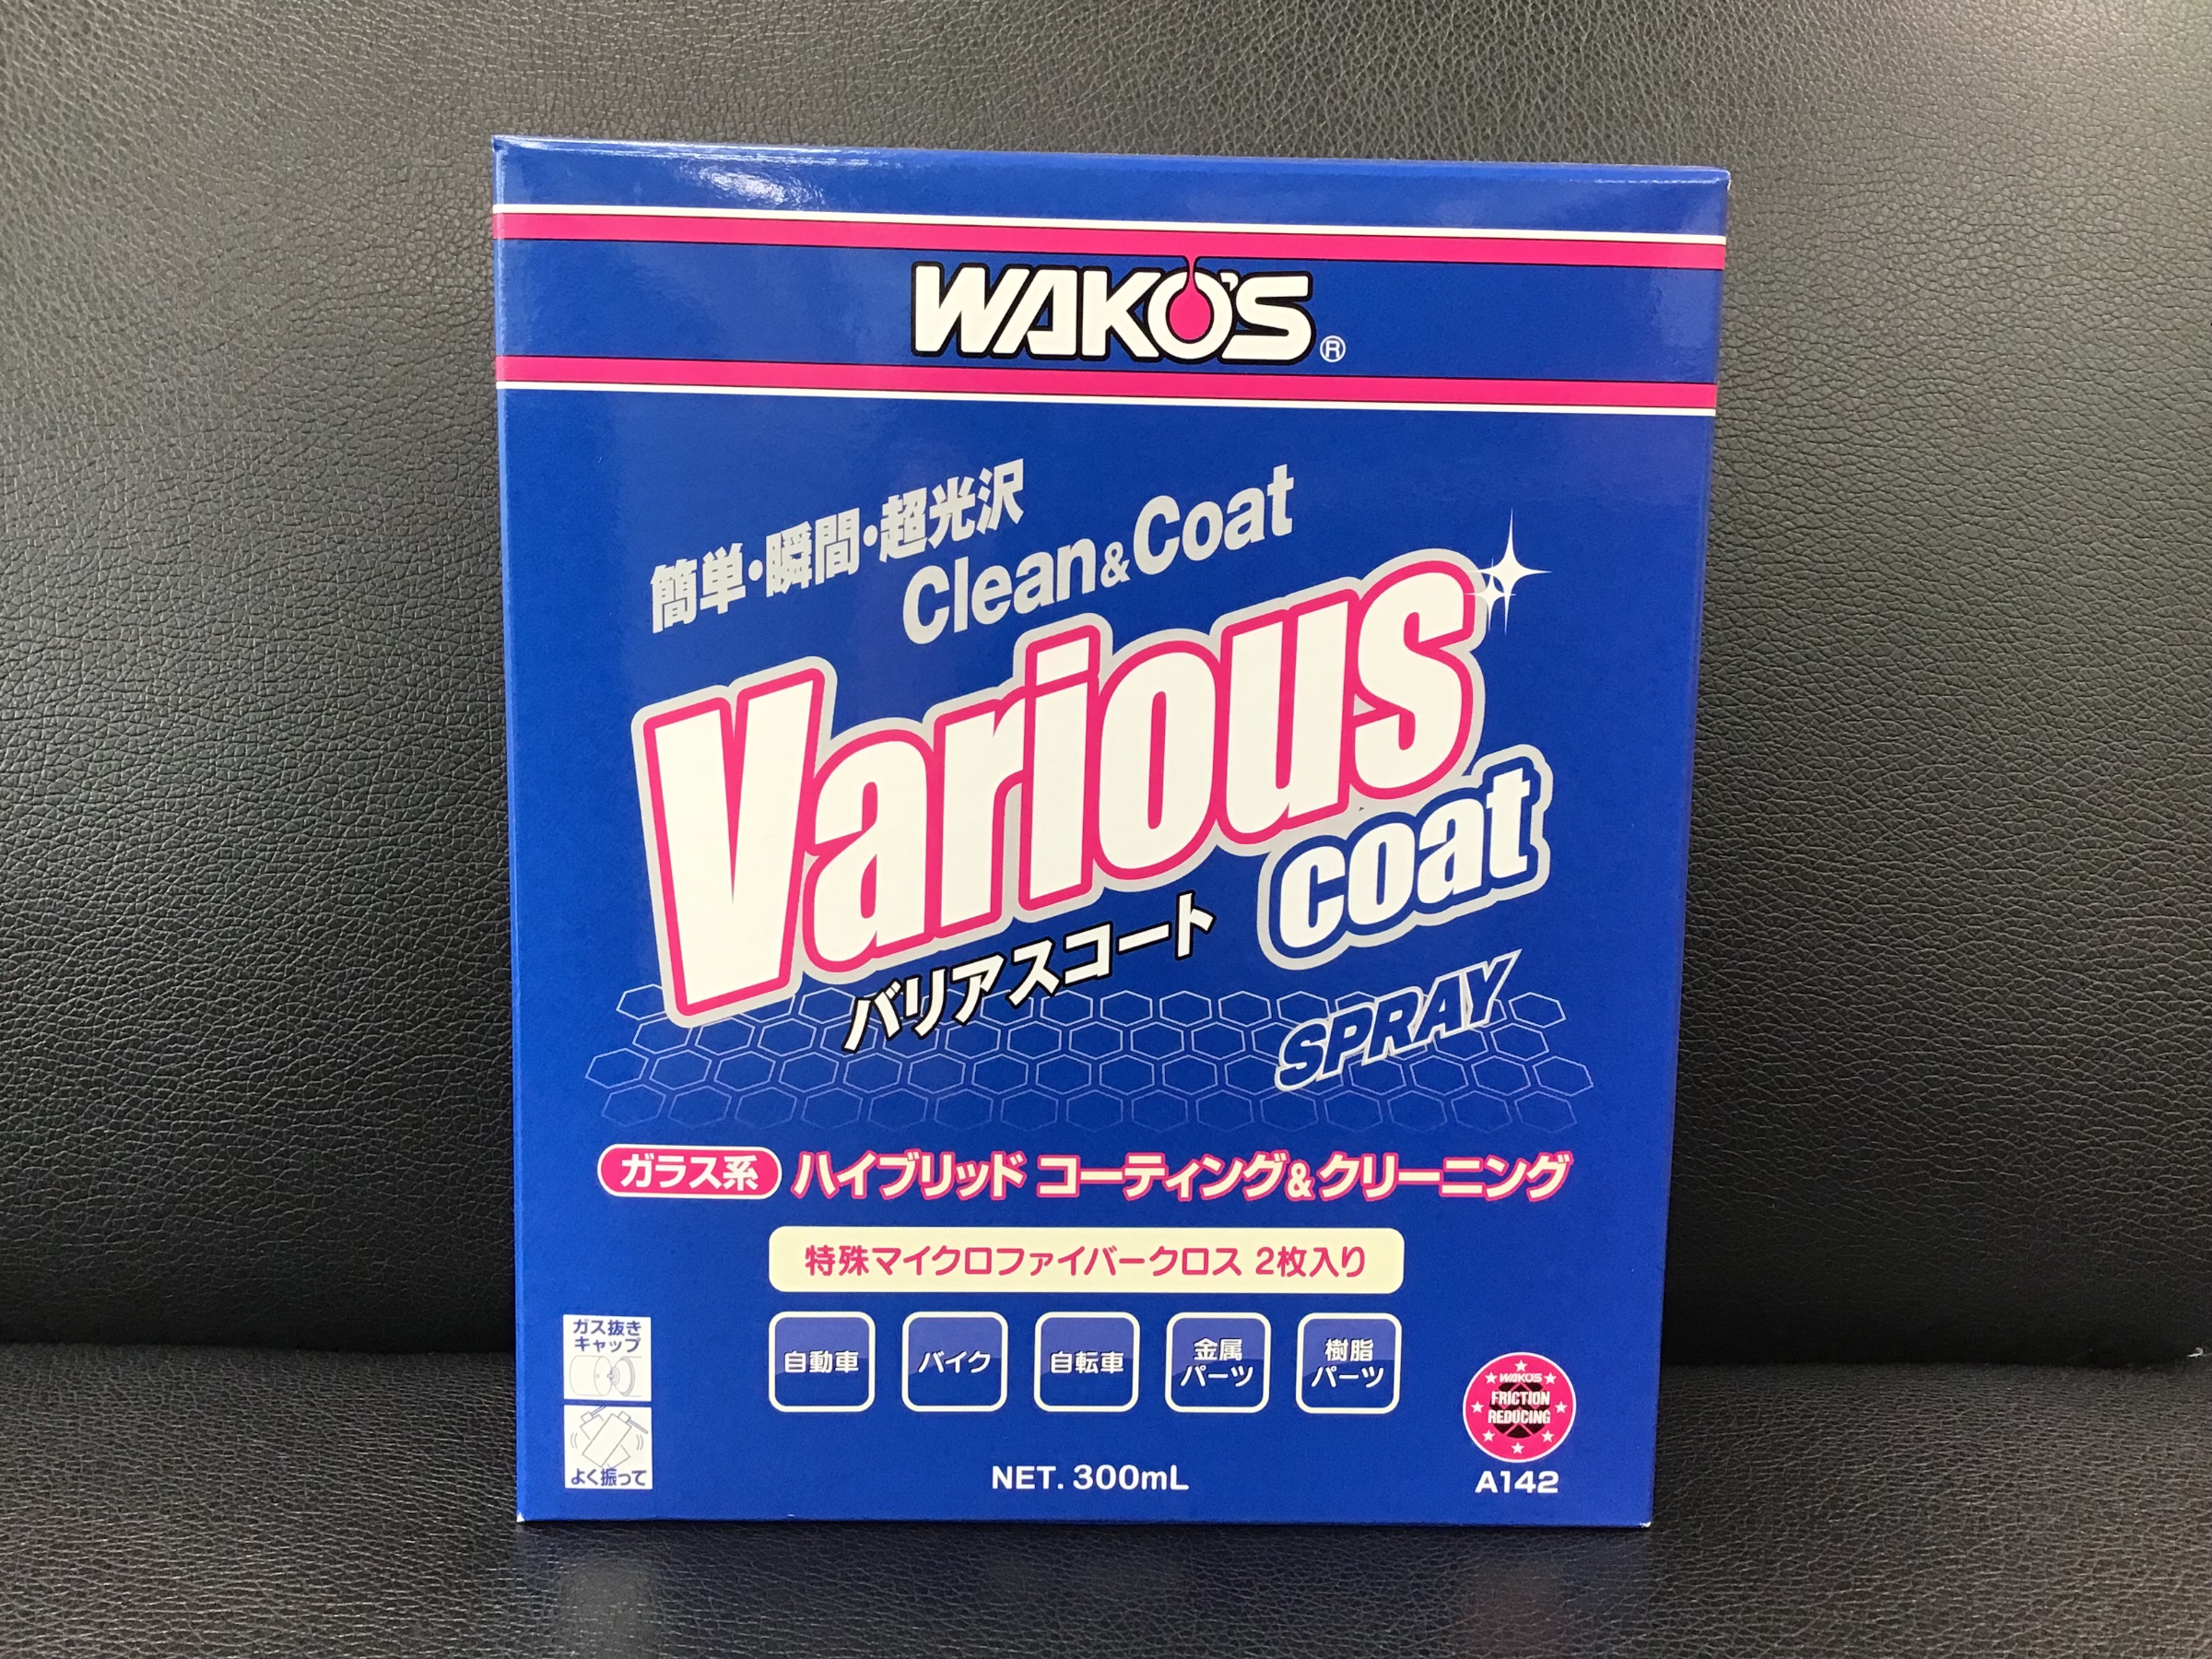 WAKO'S®
簡単・瞬間・超光沢
Clean&Coat
Various
coat
バリアスコート
SPRAY
ガラス系 ハイブリッド コーティング&クリーニング
特殊マイクロファイバークロス 2枚入り
ガス抜き
キャップ
自動車 バイク 自転車 金属パーツ 樹脂パーツ
よく振って
NET. 300mL
WAKO'S
FRICTION
REDUCING
A142